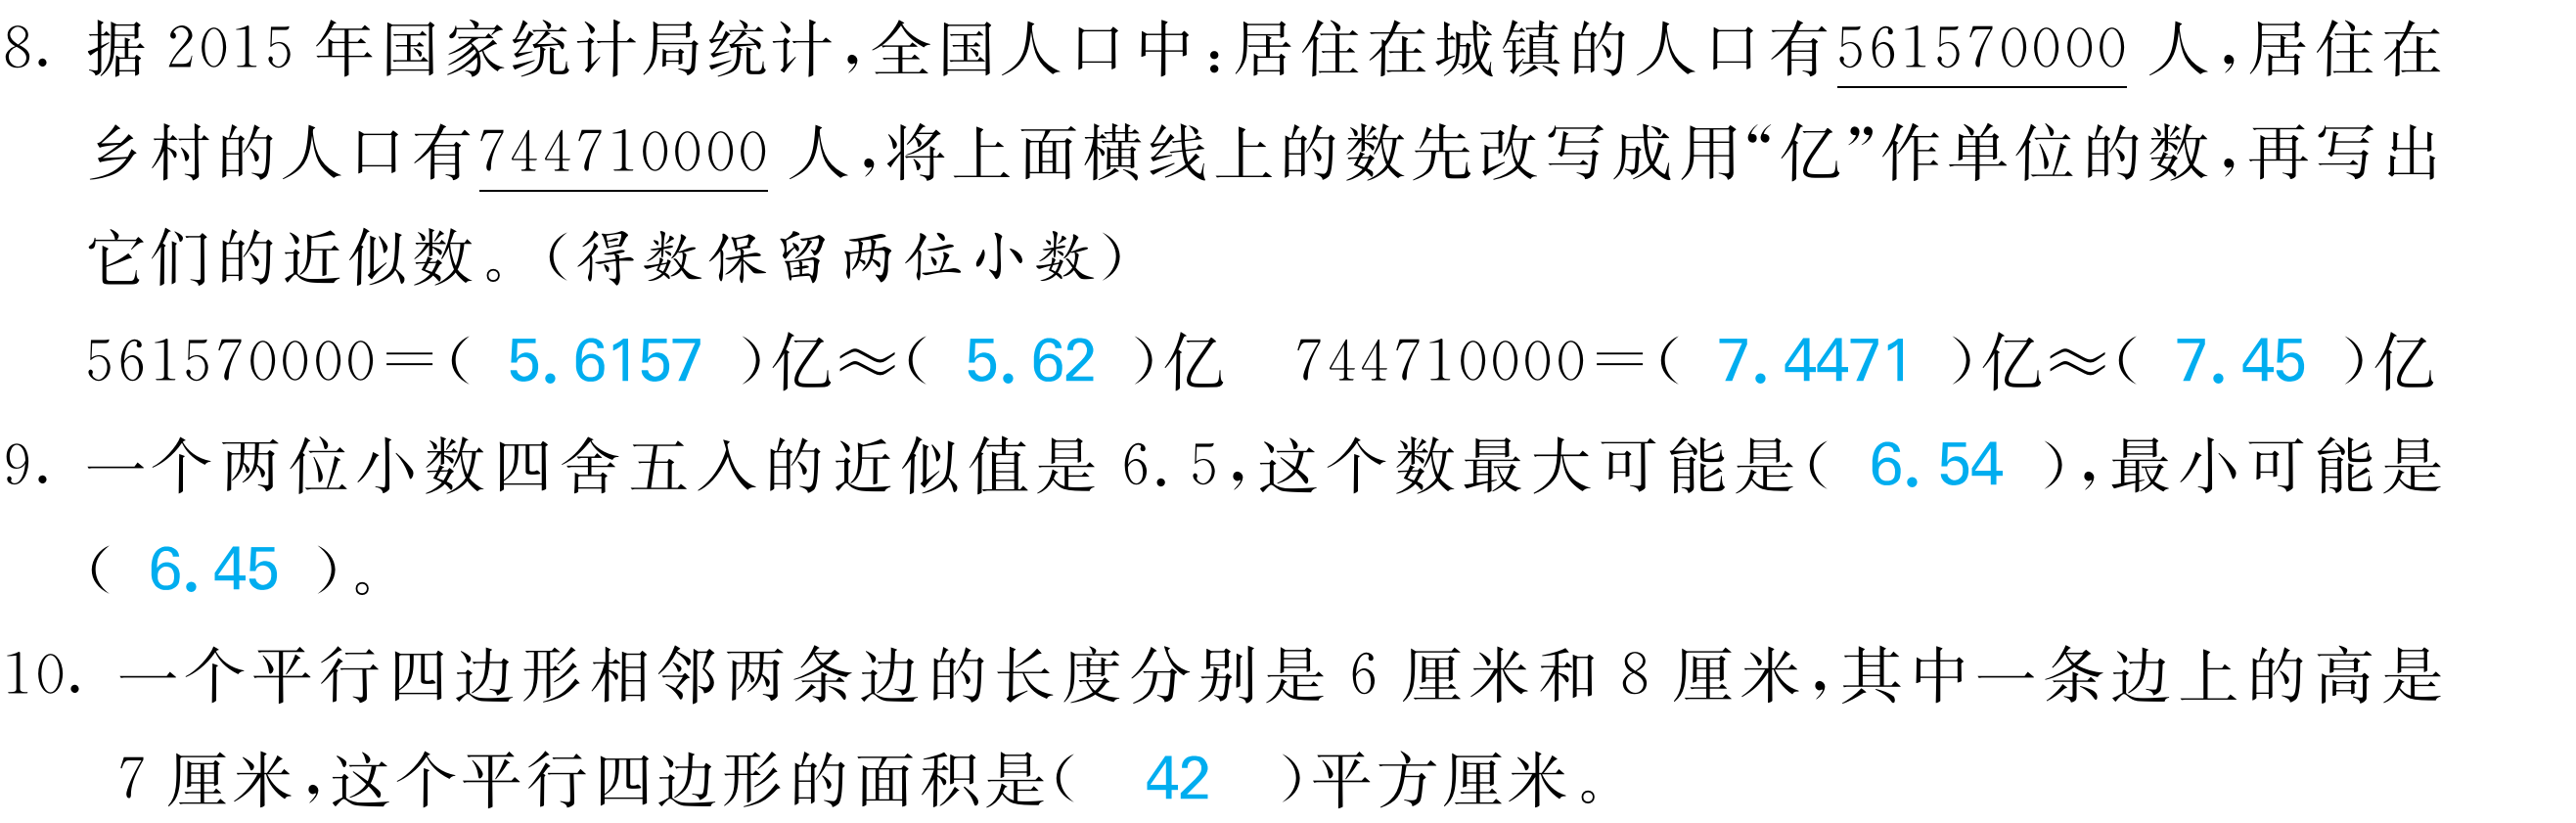 8. 据 2015 年国家统计局统计,全国人口中:居住在城镇的人口有561570000 人,居住在
乡村的人口有744710000 人,将上面横线上的数先改写成用“亿”作单位的数,再写出
它们的近似数。(得数保留两位小数)
561570000=( 5.6157 )亿≈( 5.62 )亿 744710000=( 7.4471 )亿≈( 7.45 )亿
9. 一个两位小数四舍五入的近似值是 6.5,这个数最大可能是( 6.54 ),最小可能是
( 6.45 )。
10. 一个平行四边形相邻两条边的长度分别是 6 厘米和 8 厘米,其中一条边上的高是
7 厘米,这个平行四边形的面积是( 42 )平方厘米。